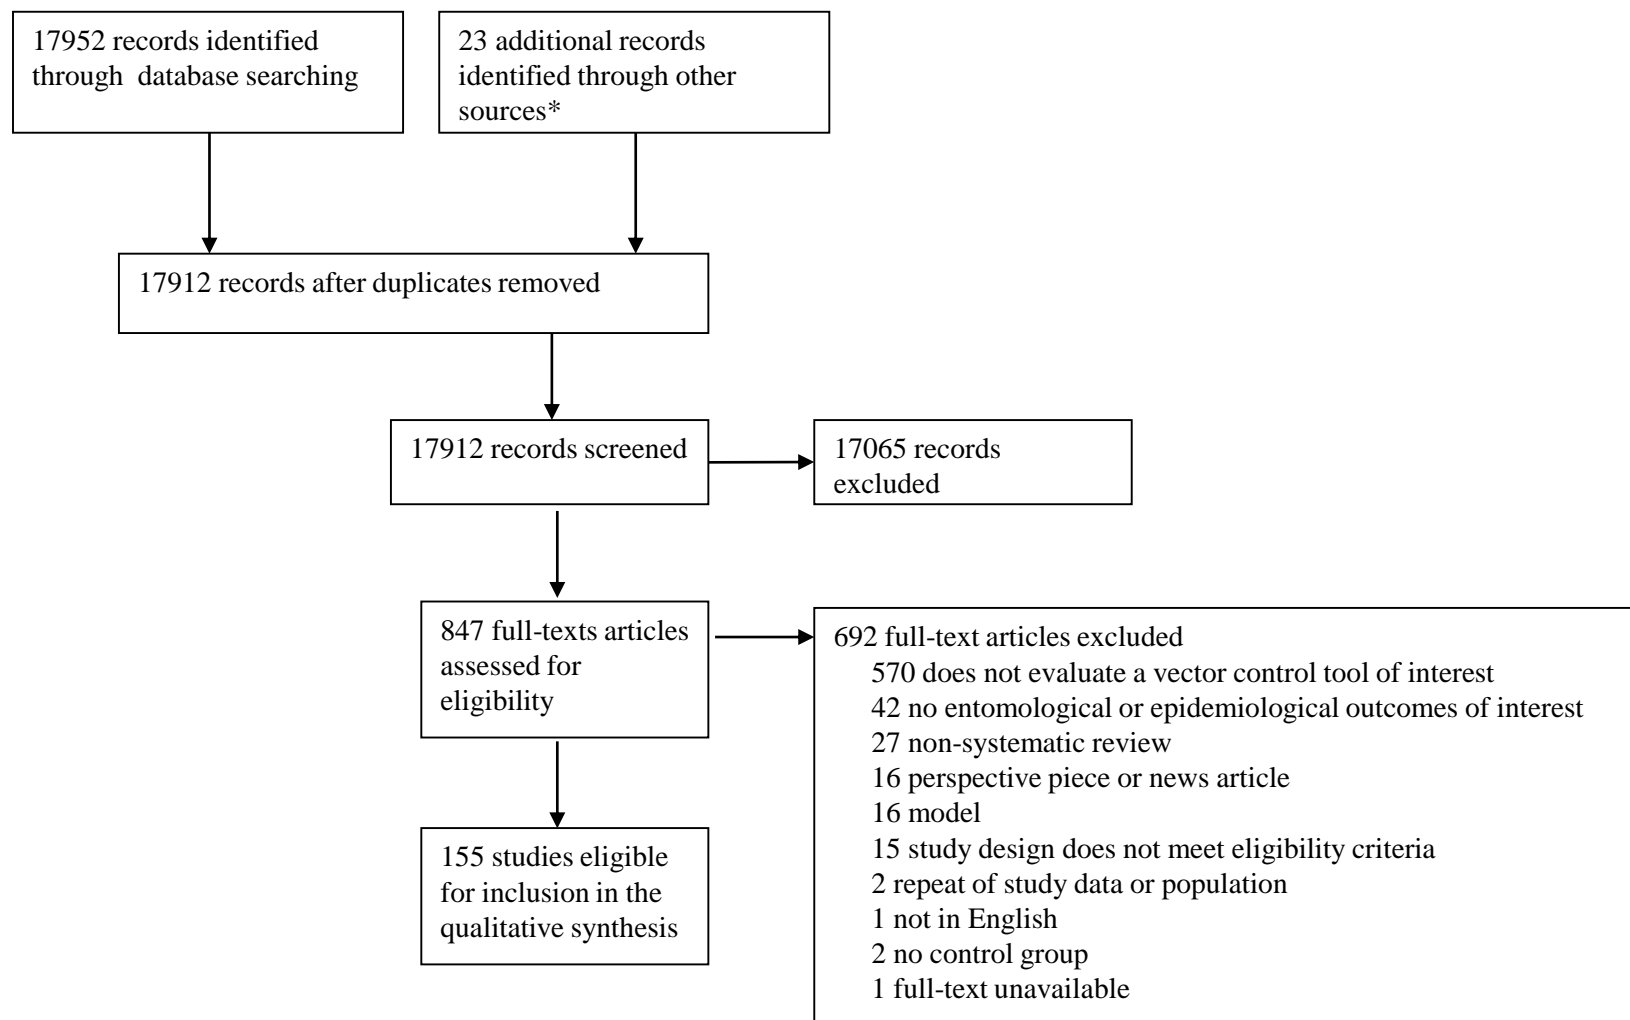 17952 records identified
through database searching
23 additional records
identified through other
sources*
17912 records after duplicates removed
17912 records screened
17065 records
excluded
847 full-texts articles
assessed for
eligibility
692 full-text articles excluded
570 does not evaluate a vector control tool of interest
42 no entomological or epidemiological outcomes of interest
27 non-systematic review
16 perspective piece or news article
16 model
15 study design does not meet eligibility criteria
2 repeat of study data or population
1 not in English
2 no control group
1 full-text unavailable
155 studies eligible
for inclusion in the
qualitative synthesis